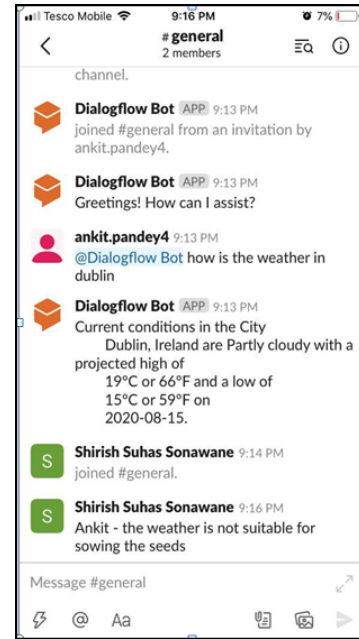 Tesco Mobile 9:16 PM 7%
#general
2 members
channel.
Dialogflow Bot APP 9:13 PM
joined #general from an invitation by
ankit.pandey4.
Dialogflow Bot APP 9:13 PM
Greetings! How can I assist?
ankit.pandey4 9:13 PM
@Dialogflow Bot how is the weather in
dublin
Dialogflow Bot APP 9:13 PM
Current conditions in the City
Dublin, Ireland are Partly cloudy with a
projected high of
19°C or 66°F and a low of
15°C or 59°F on
2020-08-15.
S
Shirish Suhas Sonawane 9:14 PM
joined #general.
S
Shirish Suhas Sonawane 9:16 PM
Ankit - the weather is not suitable for
sowing the seeds
Message #general
@ Aa